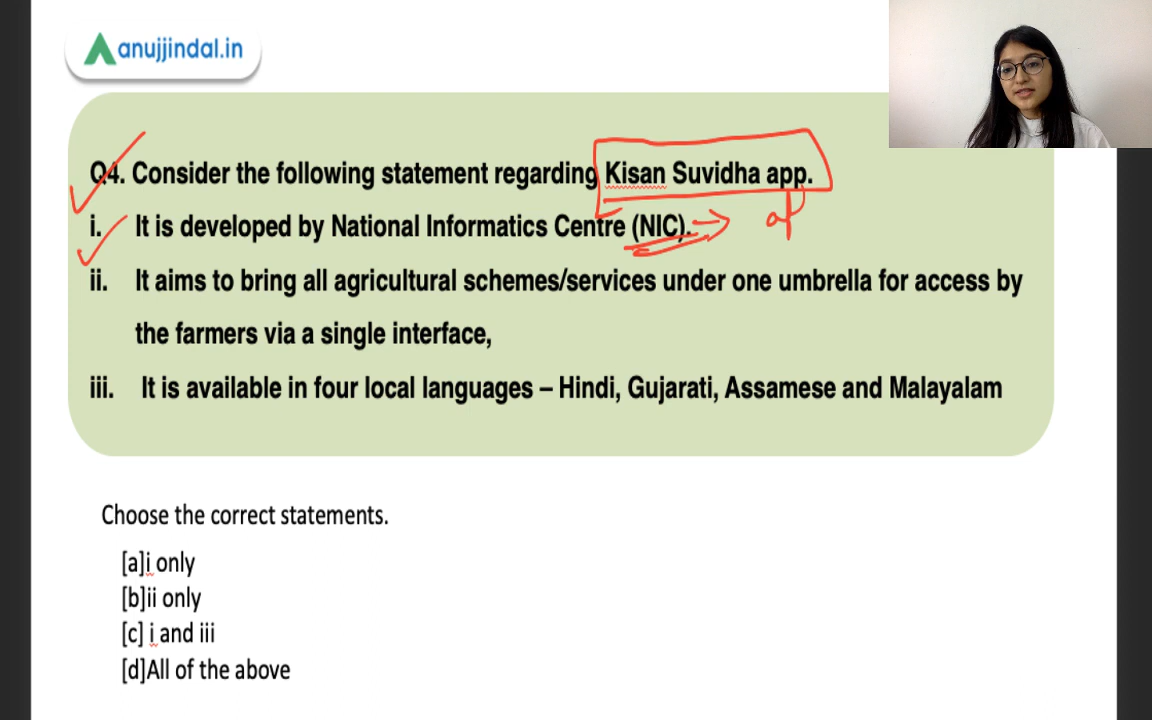 anujjindal.in
Q4. Consider the following statement regarding Kisan Suvidha app.
i. It is developed by National Informatics Centre (NIC).
ii. It aims to bring all agricultural schemes/services under one umbrella for access by
the farmers via a single interface,
iii. It is available in four local languages – Hindi, Gujarati, Assamese and Malayalam
Choose the correct statements.
[a]i only
[b]ii only
[c] i and iii
[d]All of the above